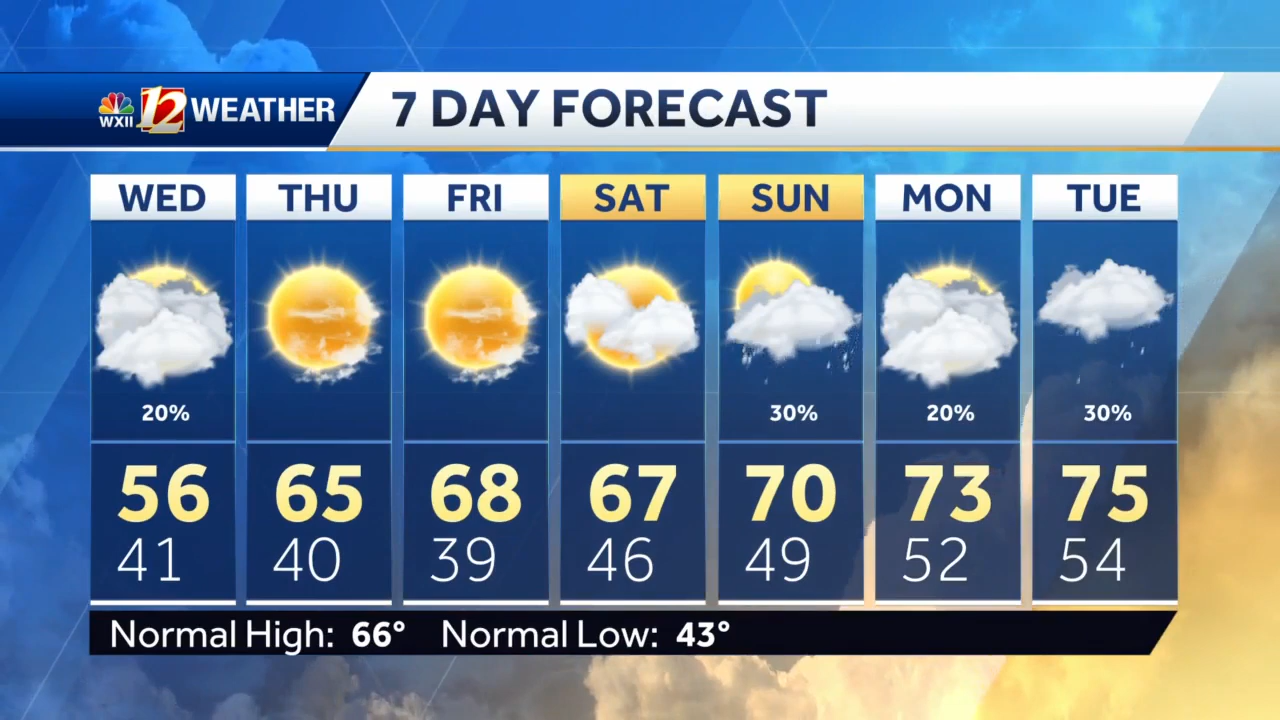 WXII 12 WEATHER
7 DAY FORECAST
WED THU FRI SAT SUN MON TUE
20% 30% 20% 30%
56 65 68 67 70 73 75
41 40 39 46 49 52 54
Normal High: 66° Normal Low: 43°